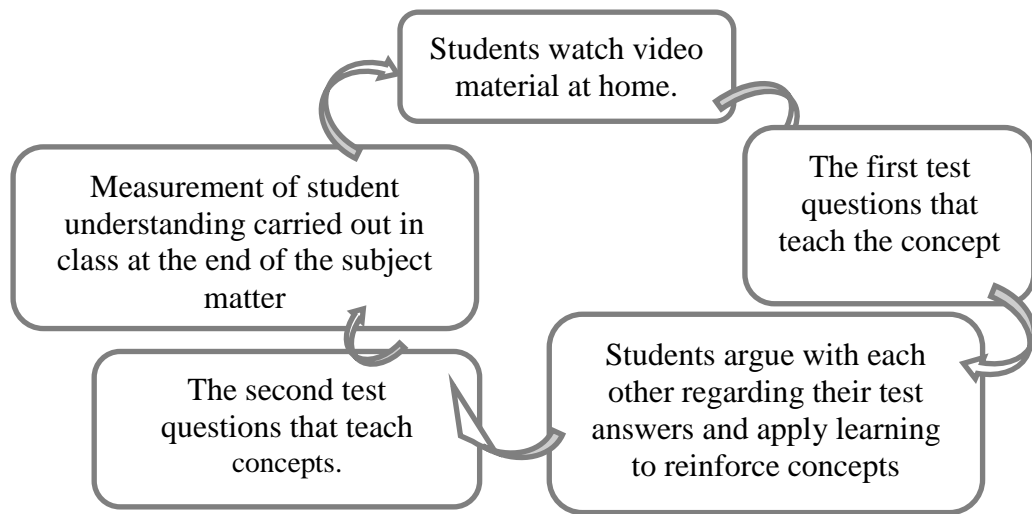 Students watch video
material at home.
The first test
questions that
teach the concept
Students argue with each
other regarding their test
answers and apply learning
to reinforce concepts
The second test
questions that teach
concepts.
Measurement of student
understanding carried out in
class at the end of the subject
matter